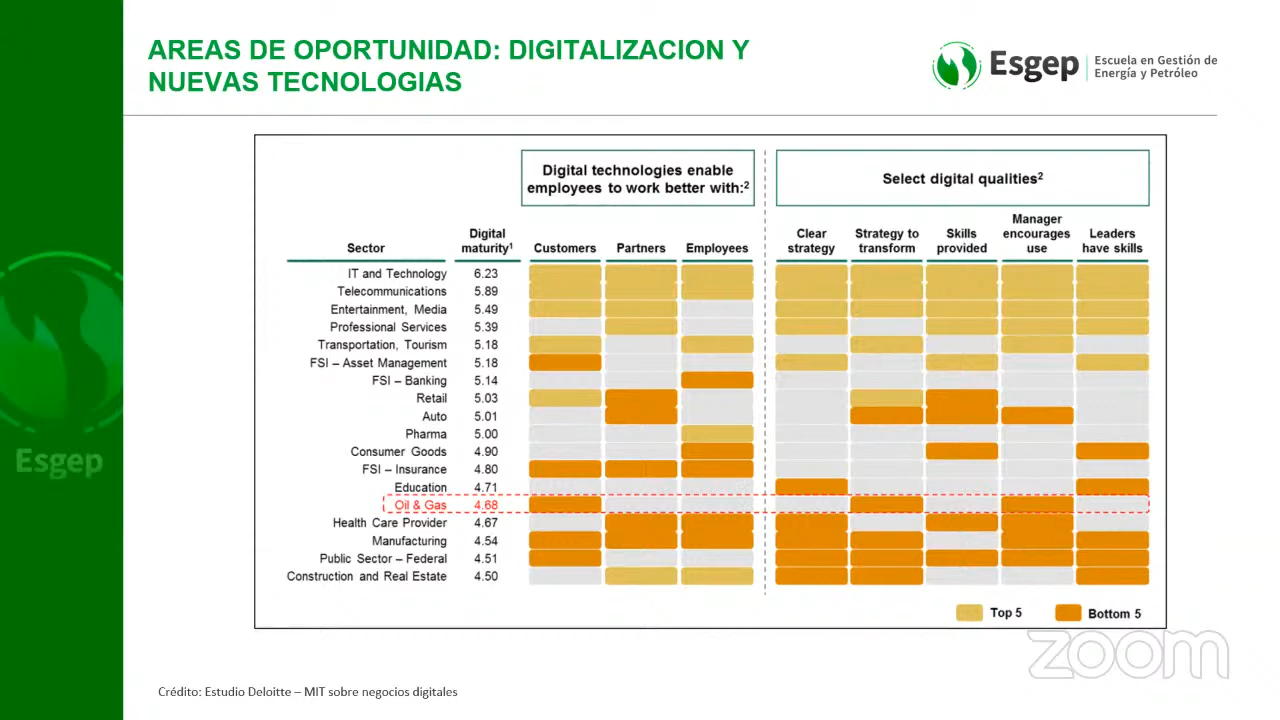 AREAS DE OPORTUNIDAD: DIGITALIZACION Y
NUEVAS TECNOLOGIAS
Esgep
Escuela en Gestión de
Energía y Petróleo
Digital technologies enable
employees to work better with:²
Select digital qualities²
Sector
Digital
maturity¹
Customers
Partners
Employees
Clear
strategy
Strategy to
transform
Skills
provided
Manager
encourages
use
Leaders
have skills
IT and Technology 6.23
Telecommunications 5.89
Entertainment, Media 5.49
Professional Services 5.39
Transportation, Tourism 5.18
FSI – Asset Management 5.18
FSI – Banking 5.14
Retail 5.03
Auto 5.01
Pharma 5.00
Consumer Goods 4.90
FSI – Insurance 4.80
Education 4.71
Oil & Gas 4.68
Health Care Provider 4.67
Manufacturing 4.54
Public Sector – Federal 4.51
Construction and Real Estate 4.50
Top 5
Bottom 5
Esgep
zoom
Crédito: Estudio Deloitte – MIT sobre negocios digitales